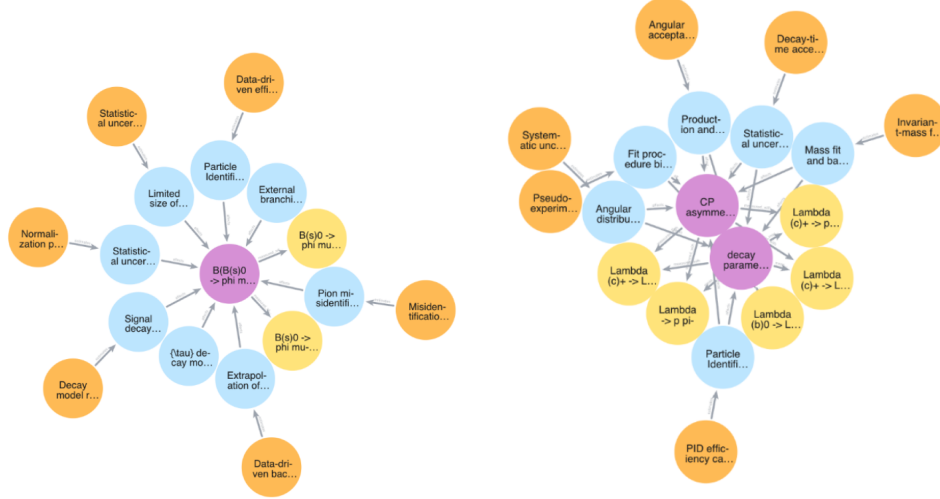 Data-dri-
ven effi...
Statistic-
al uncer...
Particle
Identifi...
Limited
size of...
External
branchi...
Normali-
zation p...
Statistic-
al uncer...
B(s)0 ->
phi mu...
B(B(s)0
-> phi m...
Pion mi-
sidentifi...
Misiden-
tificatio...
Signal
decay...
{\tau} de-
cay mo...
B(s)0 ->
phi mu-...
Extrapol-
ation of...
Decay
model r...
Data-dri-
ven bac...
Angular
accepta...
Decay-ti-
me acce...
Invarian-
t-mass f...
System-
atic unc...
Product-
ion and...
Statistic-
al uncer...
Mass fit
and ba...
Fit proc-
edure bi...
Pseudo-
experim...
Angular
distribu...
CP
asymme...
Lambda
(c)+ -> p...
decay
parame...
Lambda
(c)+ -> L...
Lambda
(c)+ -> L...
Lambda
-> p pi-
Lambda
(b)0 -> L...
Particle
Identifi...
PID effic-
iency ca...